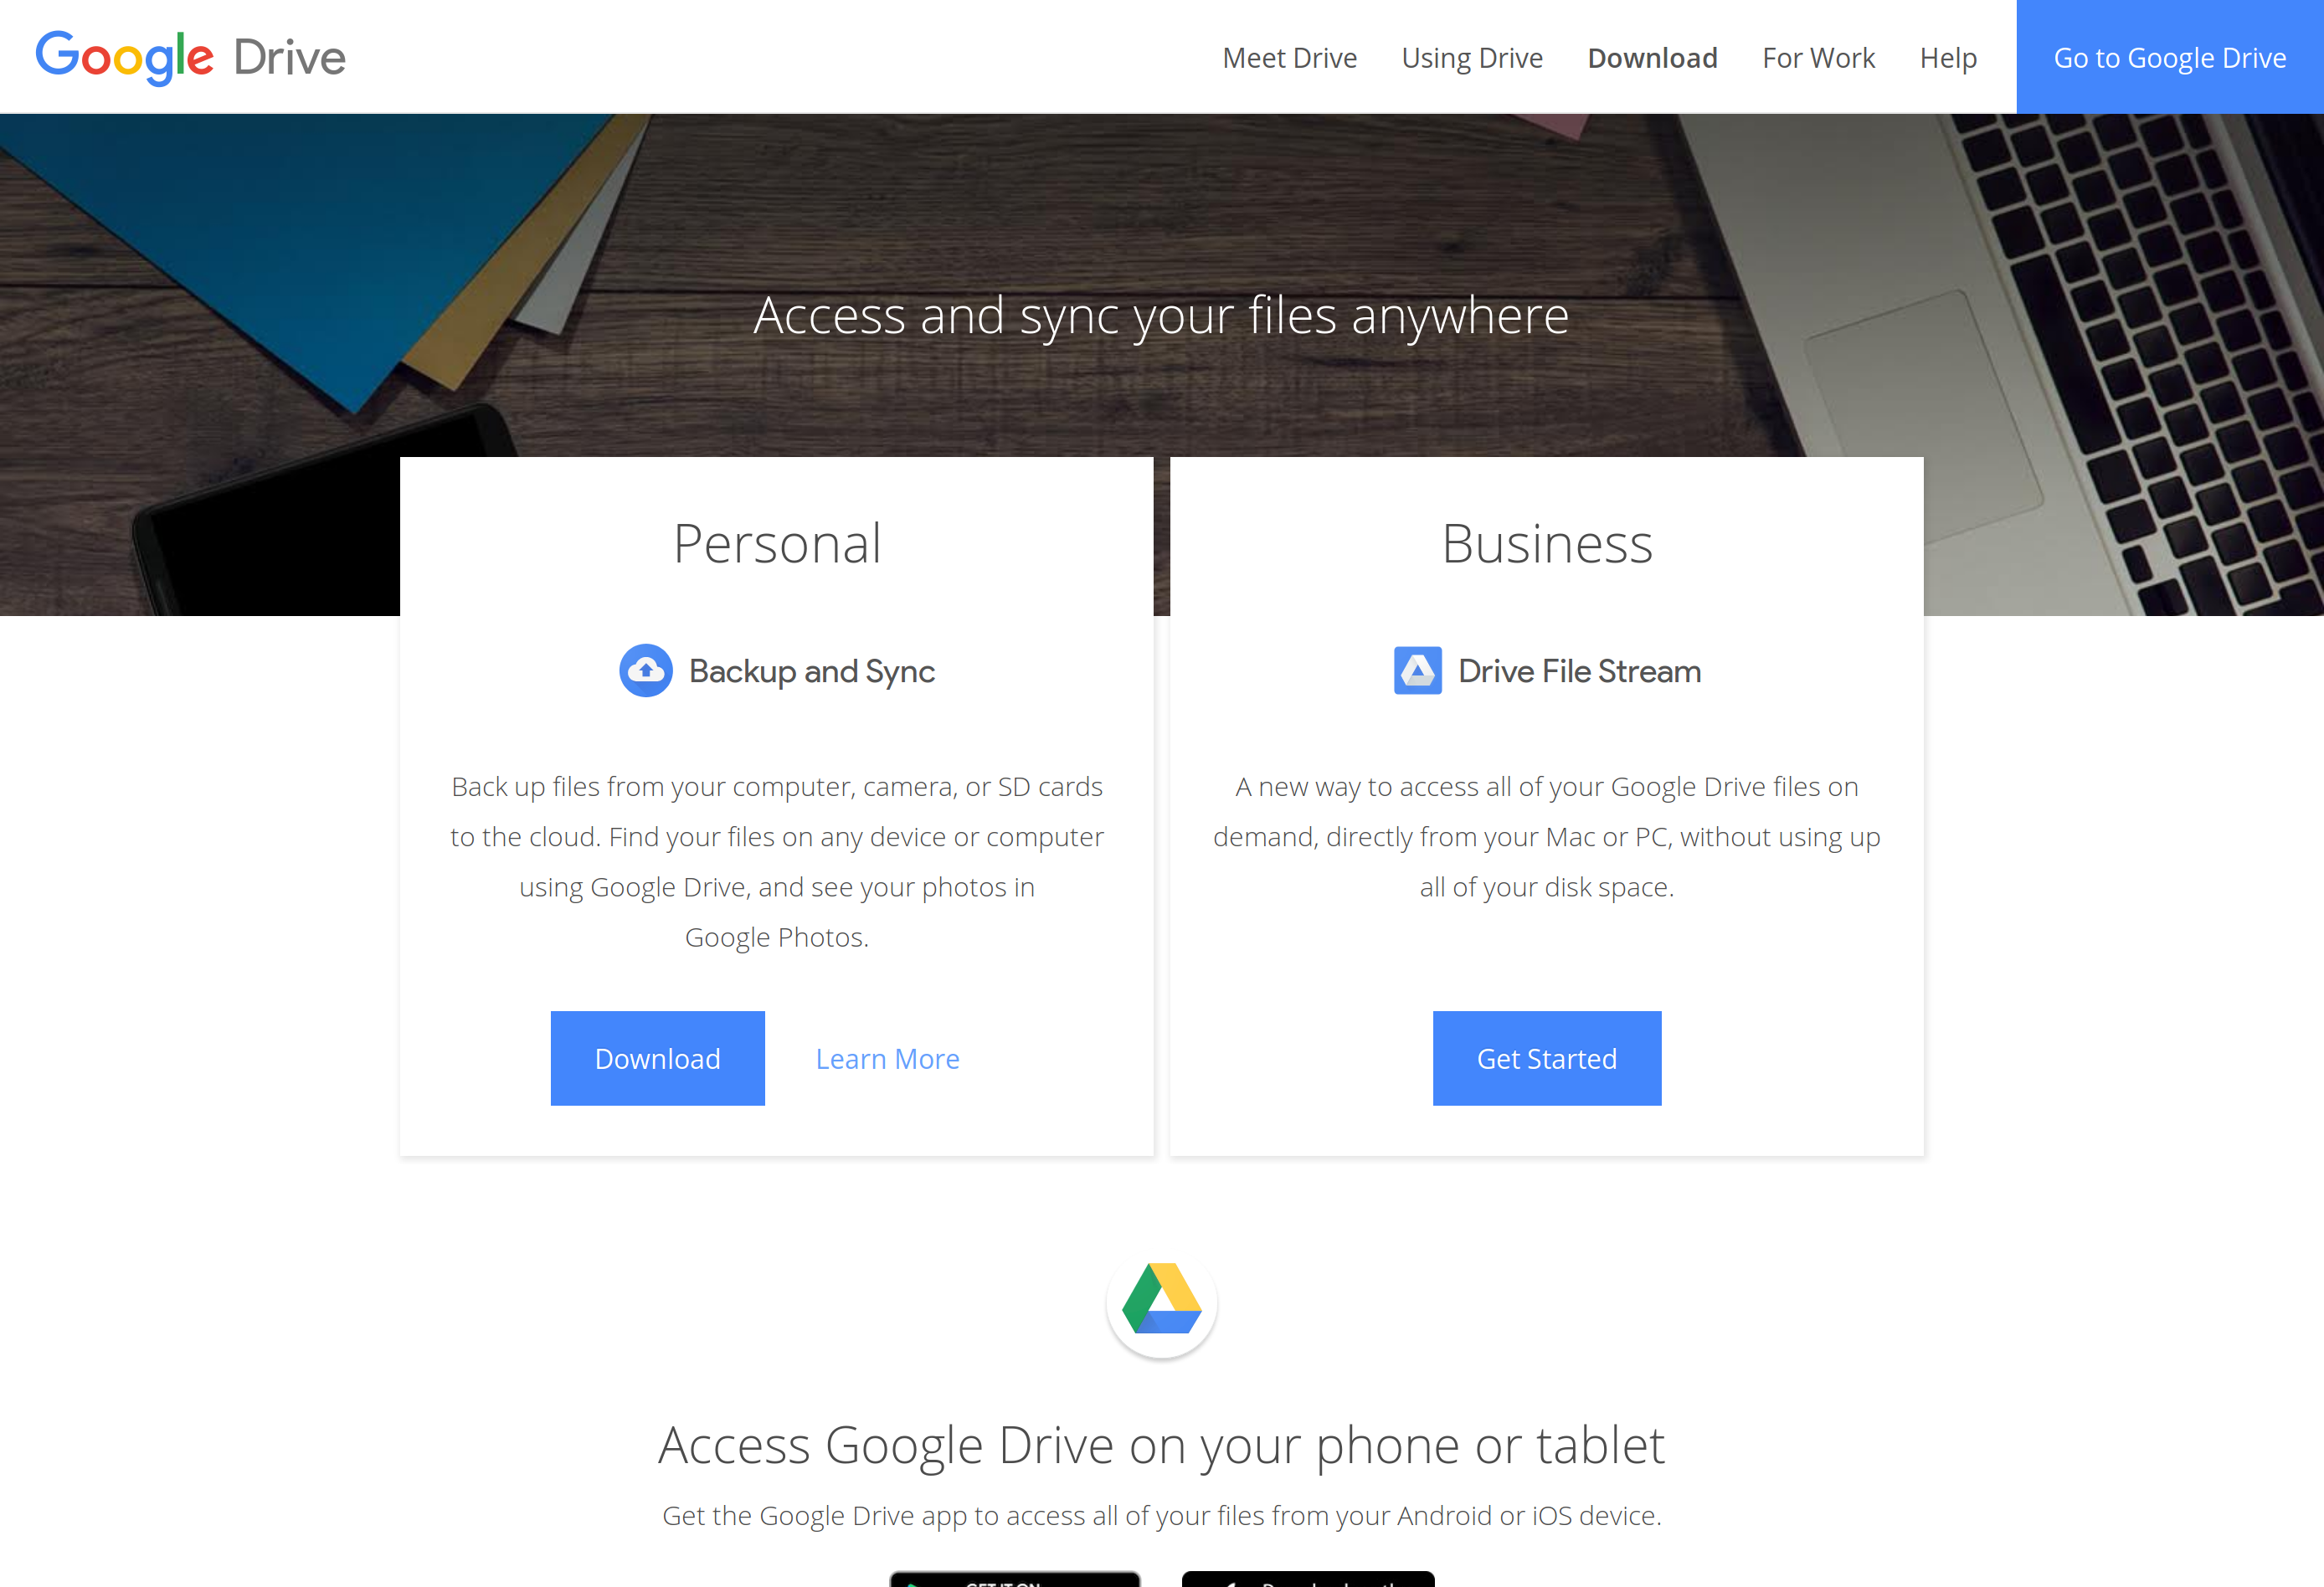 Google Drive
Meet Drive
Using Drive
Download
For Work
Help
Go to Google Drive
Access and sync your files anywhere
Personal
Backup and Sync
Back up files from your computer, camera, or SD cards
to the cloud. Find your files on any device or computer
using Google Drive, and see your photos in
Google Photos.
Download
Learn More
Business
Drive File Stream
A new way to access all of your Google Drive files on
demand, directly from your Mac or PC, without using up
all of your disk space.
Get Started
Access Google Drive on your phone or tablet
Get the Google Drive app to access all of your files from your Android or iOS device.
GET IT ON